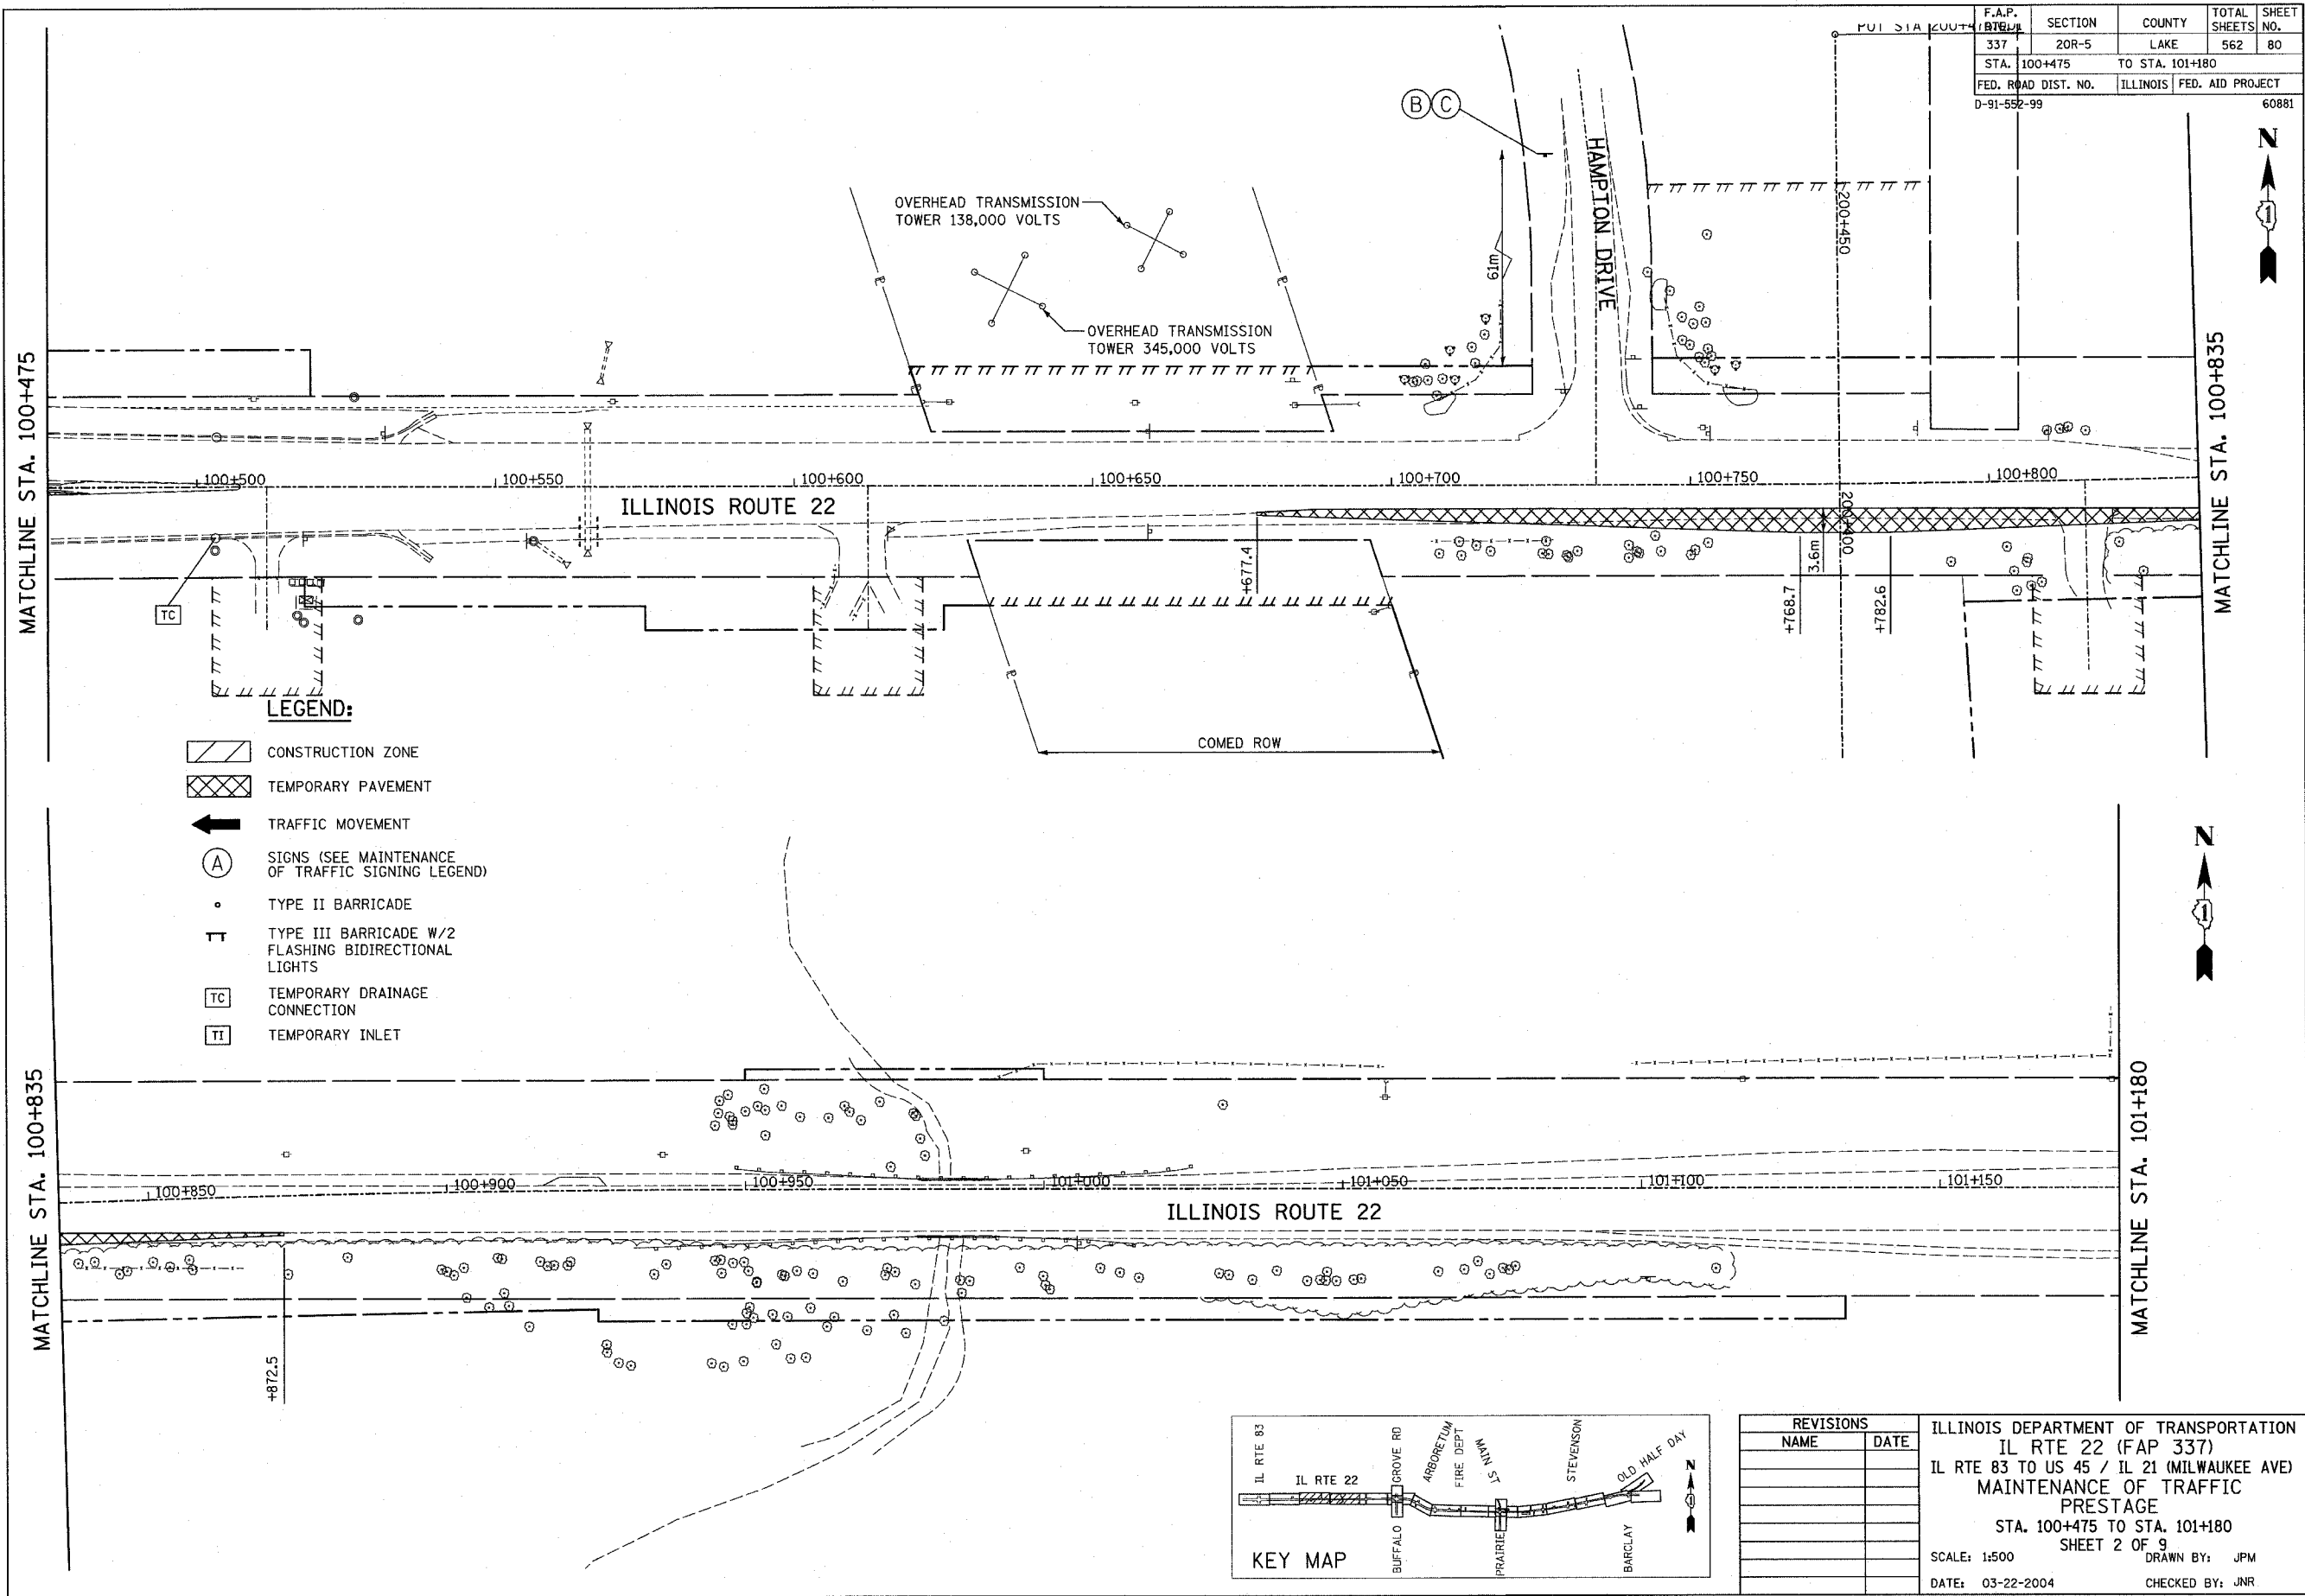 F.A.P.
SECTION
COUNTY
TOTAL SHEETS
SHEET NO.
337
20R-5
LAKE
562
80
STA. 100+475 TO STA. 101+180
FED. ROAD DIST. NO.
ILLINOIS
FED. AID PROJECT
D-91-552-99
60881
POT STA
N
1
B
C
HAMPTON DRIVE
61m
200+450
OVERHEAD TRANSMISSION
TOWER 138,000 VOLTS
OVERHEAD TRANSMISSION
TOWER 345,000 VOLTS
MATCHLINE STA. 100+475
MATCHLINE STA. 100+835
100+500
100+550
100+600
100+650
100+700
100+750
100+800
ILLINOIS ROUTE 22
200+400
3.6m
+677.4
+768.7
+782.6
TC
COMED ROW
LEGEND:
CONSTRUCTION ZONE
TEMPORARY PAVEMENT
TRAFFIC MOVEMENT
A
SIGNS (SEE MAINTENANCE
OF TRAFFIC SIGNING LEGEND)
TYPE II BARRICADE
TYPE III BARRICADE W/2
FLASHING BIDIRECTIONAL
LIGHTS
TC
TEMPORARY DRAINAGE
CONNECTION
TI
TEMPORARY INLET
N
1
MATCHLINE STA. 100+835
MATCHLINE STA. 101+180
100+850
100+900
100+950
101+000
101+050
101+100
101+150
ILLINOIS ROUTE 22
+872.5
IL RTE 83
IL RTE 22
GROVE RD
BUFFALO
ARBORETUM
FIRE DEPT
MAIN ST
PRAIRIE
STEVENSON
OLD HALF DAY
BARCLAY
N
KEY MAP
REVISIONS
NAME
DATE
ILLINOIS DEPARTMENT OF TRANSPORTATION
IL RTE 22 (FAP 337)
IL RTE 83 TO US 45 / IL 21 (MILWAUKEE AVE)
MAINTENANCE OF TRAFFIC
PRESTAGE
STA. 100+475 TO STA. 101+180
SHEET 2 OF 9
SCALE: 1:500
DRAWN BY: JPM
DATE: 03-22-2004
CHECKED BY: JNR